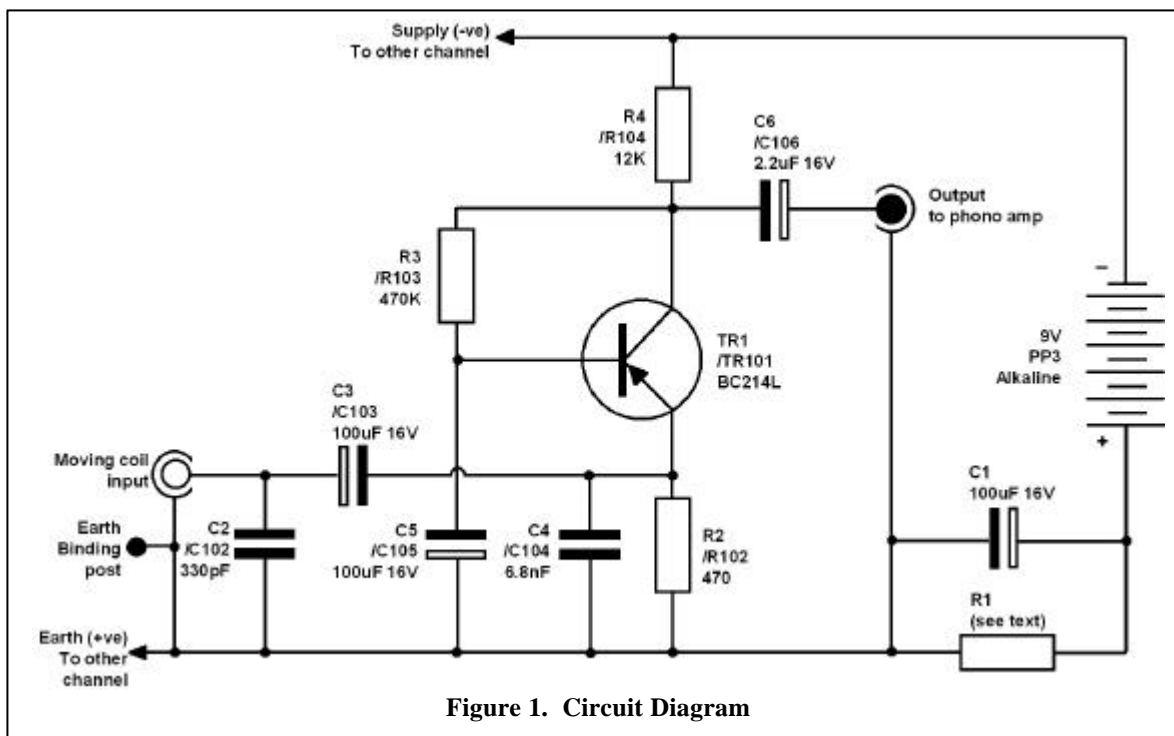 Supply (-ve)
To other channel
R4
/R104
12K
C6
/C106
2.2uF 16V
Output
to phono amp
R3
/R103
470K
TR1
/TR101
BC214L
−
9V
PP3
Alkaline
+
C3
/C103
100uF 16V
Moving coil
input
Earth
Binding
post
C2
/C102
330pF
C5
/C105
100uF 16V
C4
/C104
6.8nF
R2
/R102
470
C1
100uF 16V
R1
(see text)
Earth (+ve)
To other
channel
Figure 1. Circuit Diagram